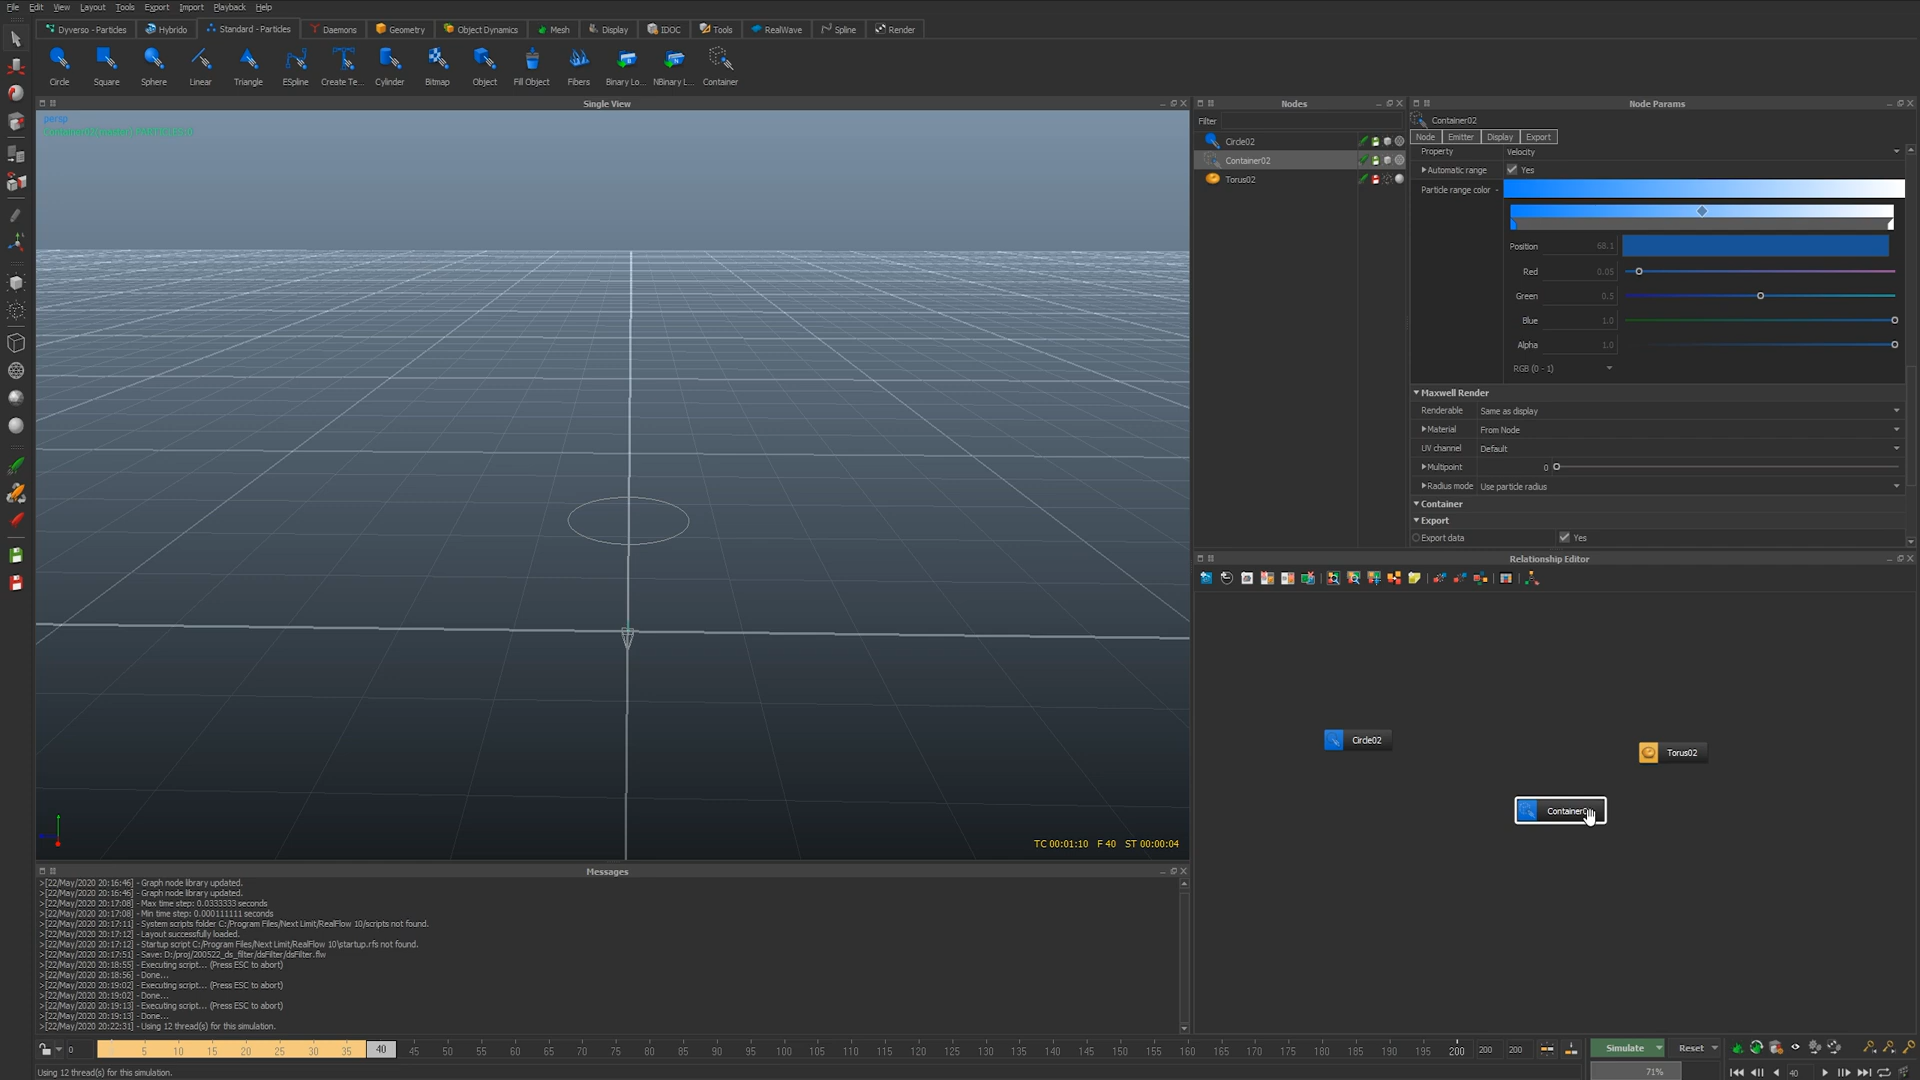 File Edit View Layout Tools Export Import Playback Help
Dyverso - Particles Hybrido Standard - Particles Daemons Geometry Object Dynamics Mesh Display IDOC Tools RealWave Spline Render
Circle Square Sphere Linear Triangle ESpline Create Te... Cylinder Bitmap Object Fill Object Fibers Binary Lo... NBinary L... Container
Single View
persp
TC 00:01:10 F 40 ST 00:00:04
Nodes
Filter
Circle02
Container02
Torus02
Node Params
Container02
Node Emitter Display Export
Property Velocity
Automatic range Yes
Particle range color
Position 68.1
Red 0.05
Green 0.5
Blue 1.0
Alpha 1.0
RGB (0 - 1)
Maxwell Render
Renderable Same as display
Material From Node
UV channel Default
Multipoint 0
Radius mode Use particle radius
Container
Export
Export data Yes
Relationship Editor
Circle02
Torus02
Messages
>[22/May/2020 20:16:46] - Graph node library updated.
>[22/May/2020 20:16:46] - Graph node library updated.
>[22/May/2020 20:17:08] - Max time step: 0.0333333 seconds
>[22/May/2020 20:17:08] - Min time step: 0.000111111 seconds
>[22/May/2020 20:17:11] - System scripts folder C:/Program Files/Next Limit/RealFlow 10/scripts not found.
>[22/May/2020 20:17:12] - Layout successfully loaded.
>[22/May/2020 20:17:12] - Startup script C:/Program Files/Next Limit/RealFlow 10\startup.rfs not found.
>[22/May/2020 20:17:51] - Save: D:/proj/200522_ds_filter/dsFilter/dsFilter.flw
>[22/May/2020 20:18:55] - Executing script... (Press ESC to abort)
>[22/May/2020 20:18:56] - Done...
>[22/May/2020 20:19:02] - Executing script... (Press ESC to abort)
>[22/May/2020 20:19:02] - Done...
>[22/May/2020 20:19:13] - Executing script... (Press ESC to abort)
>[22/May/2020 20:19:13] - Done...
>[22/May/2020 20:22:31] - Using 12 thread(s) for this simulation.
0 5 10 15 20 25 30 35 40 45 50 55 60 65 70 75 80 85 90 95 100 105 110 115 120 125 130 135 140 145 150 155 160 165 170 175 180 185 190 195 200 200 200
Simulate Reset
Using 12 thread(s) for this simulation.
71%
40